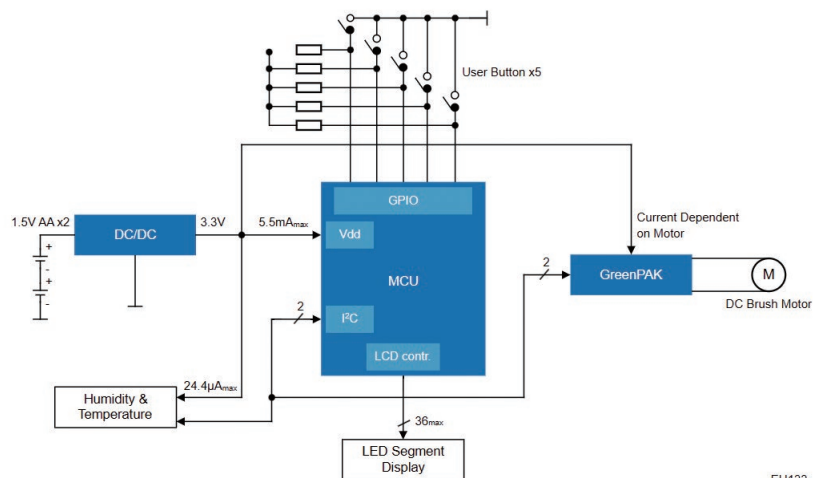 User Button x5
GPIO
1.5V AA x2
DC/DC
3.3V
5.5mAmax
Vdd
MCU
I²C
LCD contr.
Current Dependent
on Motor
2
GreenPAK
M
DC Brush Motor
2
+
-
+
-
24.4µAmax
Humidity &
Temperature
36max
LED Segment
Display